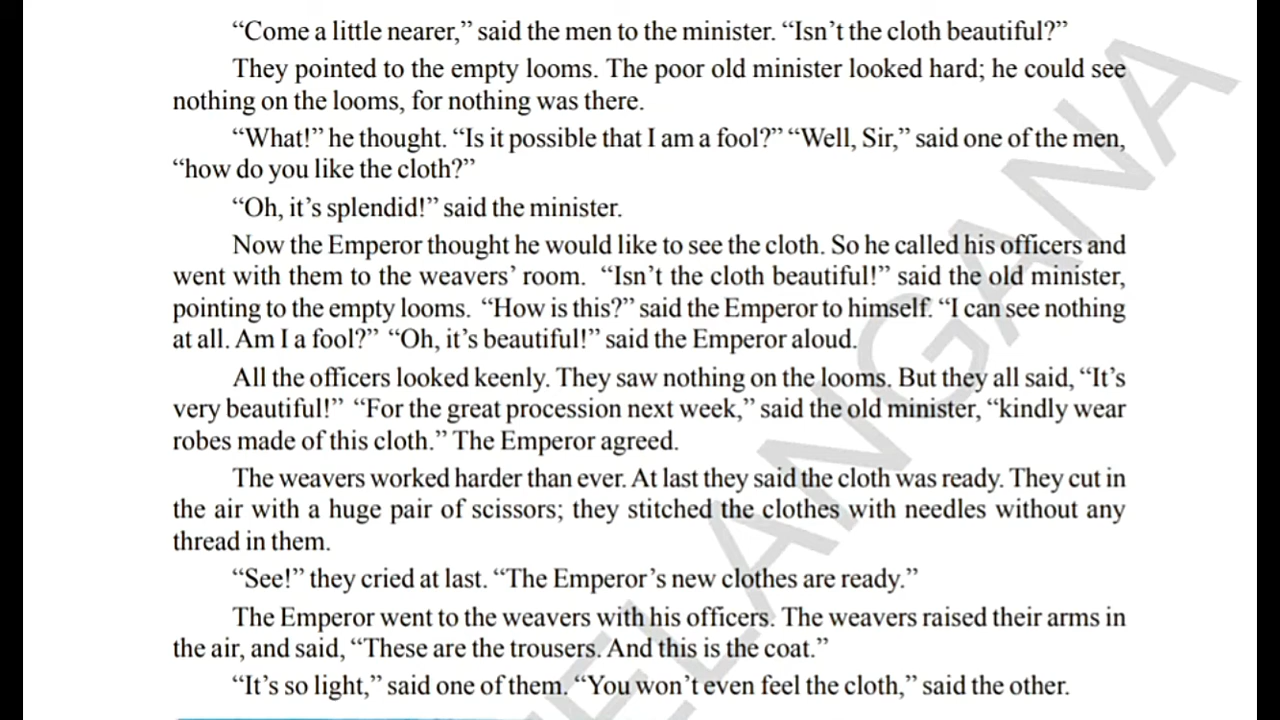 “Come a little nearer,” said the men to the minister. “Isn’t the cloth beautiful?”
They pointed to the empty looms. The poor old minister looked hard; he could see
nothing on the looms, for nothing was there.
“What!” he thought. “Is it possible that I am a fool?” “Well, Sir,” said one of the men,
“how do you like the cloth?”
“Oh, it’s splendid!” said the minister.
Now the Emperor thought he would like to see the cloth. So he called his officers and
went with them to the weavers’ room. “Isn’t the cloth beautiful!” said the old minister,
pointing to the empty looms. “How is this?” said the Emperor to himself. “I can see nothing
at all. Am I a fool?” “Oh, it’s beautiful!” said the Emperor aloud.
All the officers looked keenly. They saw nothing on the looms. But they all said, “It’s
very beautiful!” “For the great procession next week,” said the old minister, “kindly wear
robes made of this cloth.” The Emperor agreed.
The weavers worked harder than ever. At last they said the cloth was ready. They cut in
the air with a huge pair of scissors; they stitched the clothes with needles without any
thread in them.
“See!” they cried at last. “The Emperor’s new clothes are ready.”
The Emperor went to the weavers with his officers. The weavers raised their arms in
the air, and said, “These are the trousers. And this is the coat.”
“It’s so light,” said one of them. “You won’t even feel the cloth,” said the other.
TELANGANA